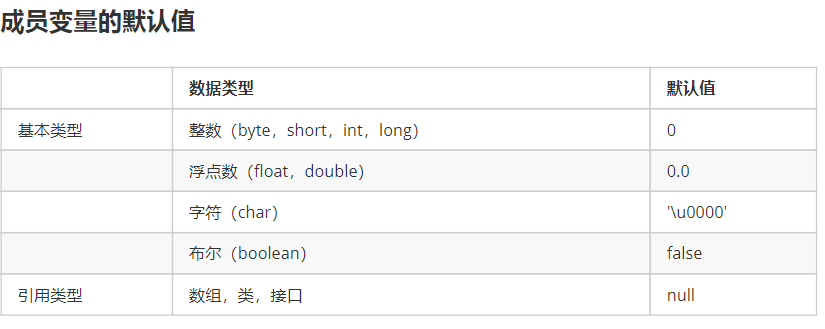 成员变量的默认值
数据类型 默认值
基本类型 整数（byte，short，int，long） 0
浮点数（float，double） 0.0
字符（char） '\u0000'
布尔（boolean） false
引用类型 数组，类，接口 null